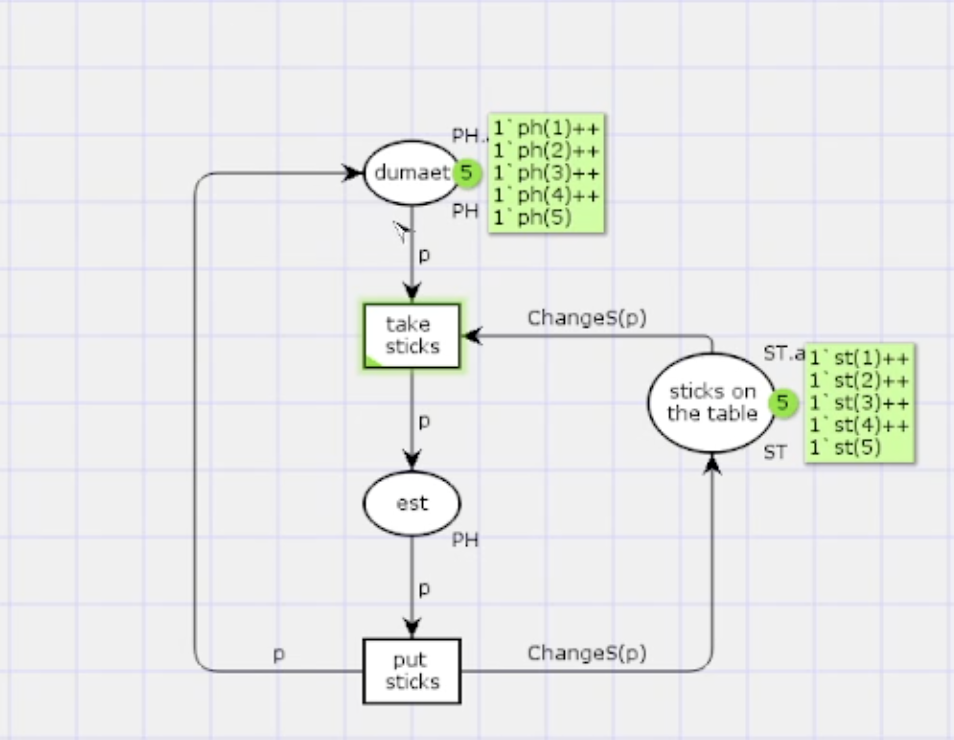 PH.
1`ph(1)++
1`ph(2)++
1`ph(3)++
1`ph(4)++
1`ph(5)
dumaet
5
PH
p
take
sticks
ChangeS(p)
ST.a
1`st(1)++
1`st(2)++
1`st(3)++
1`st(4)++
1`st(5)
sticks on
the table
5
ST
p
est
PH
p
p
put
sticks
ChangeS(p)